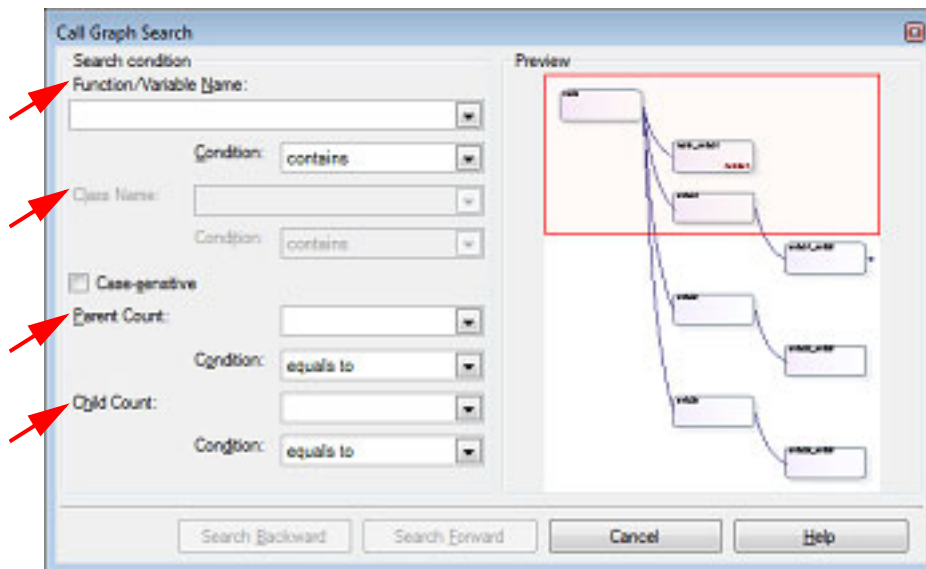 Call Graph Search
Search condition
Function/Variable Name:
Condition: contains
Class Name:
Condition: contains
Case-sensitive
Parent Count:
Condition: equals to
Child Count:
Condition: equals to
Preview
Search Backward Search Forward Cancel Help